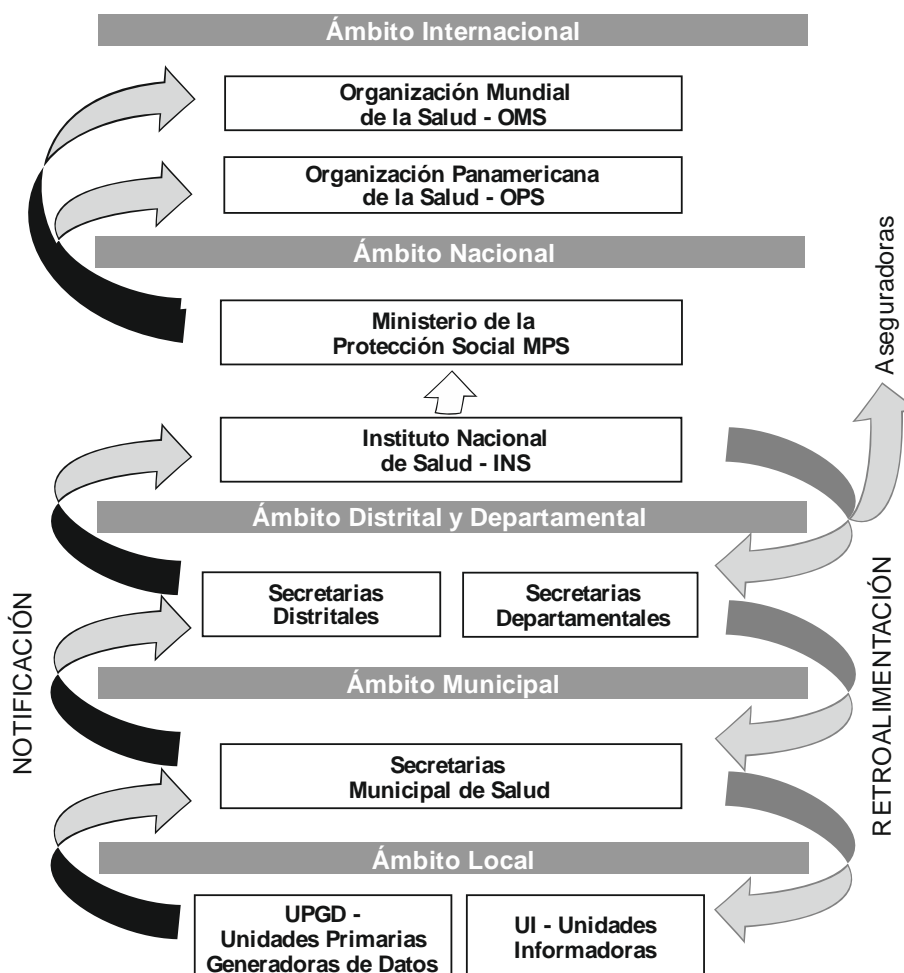 Ámbito Internacional
Organización Mundial
de la Salud - OMS
Organización Panamericana
de la Salud - OPS
Ámbito Nacional
Ministerio de la
Protección Social MPS
Aseguradoras
Instituto Nacional
de Salud - INS
Ámbito Distrital y Departamental
Secretarias
Distritales
Secretarias
Departamentales
NOTIFICACIÓN
RETROALIMENTACIÓN
Ámbito Municipal
Secretarias
Municipal de Salud
Ámbito Local
UPGD -
Unidades Primarias
Generadoras de Datos
UI - Unidades
Informadoras